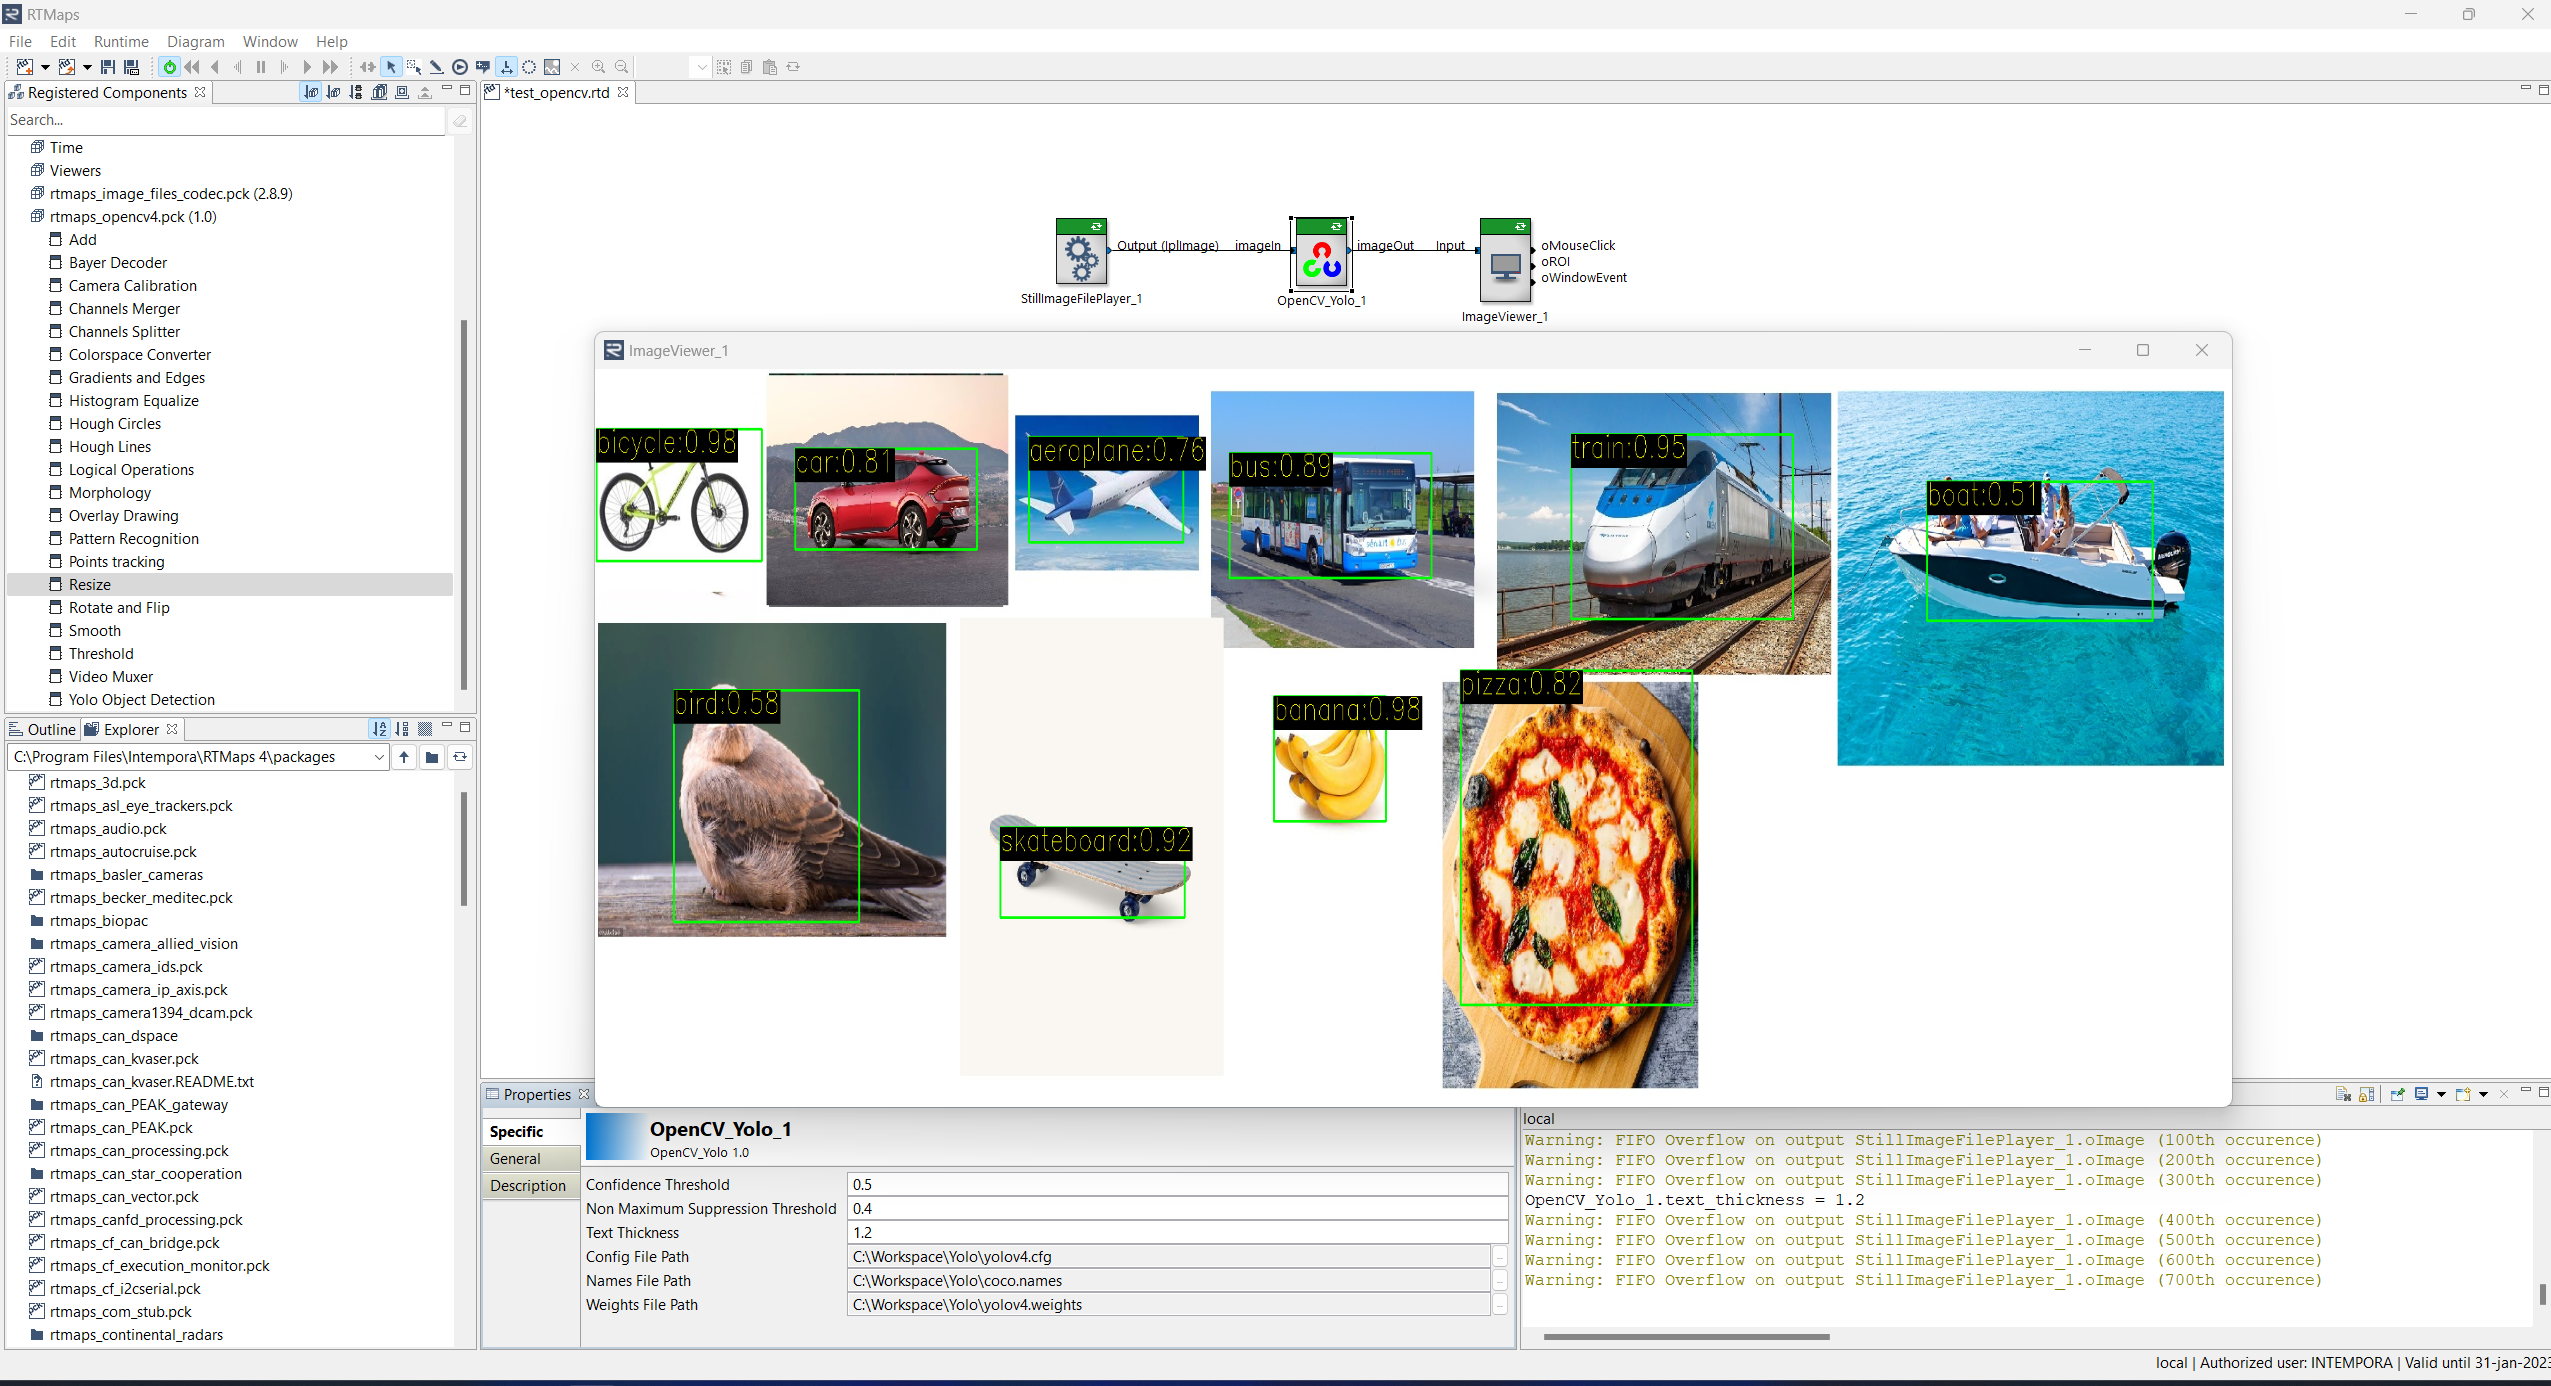 RTMaps
File Edit Runtime Diagram Window Help
Registered Components
Search...
Time
Viewers
rtmaps_image_files_codec.pck (2.8.9)
rtmaps_opencv4.pck (1.0)
Add
Bayer Decoder
Camera Calibration
Channels Merger
Channels Splitter
Colorspace Converter
Gradients and Edges
Histogram Equalize
Hough Circles
Hough Lines
Logical Operations
Morphology
Overlay Drawing
Pattern Recognition
Points tracking
Resize
Rotate and Flip
Smooth
Threshold
Video Muxer
Yolo Object Detection
Outline Explorer
C:\Program Files\Intempora\RTMaps 4\packages
rtmaps_3d.pck
rtmaps_asl_eye_trackers.pck
rtmaps_audio.pck
rtmaps_autocruise.pck
rtmaps_basler_cameras
rtmaps_becker_meditec.pck
rtmaps_biopac
rtmaps_camera_allied_vision
rtmaps_camera_ids.pck
rtmaps_camera_ip_axis.pck
rtmaps_camera1394_dcam.pck
rtmaps_can_dspace
rtmaps_can_kvaser.pck
rtmaps_can_kvaser.README.txt
rtmaps_can_PEAK_gateway
rtmaps_can_PEAK.pck
rtmaps_can_processing.pck
rtmaps_can_star_cooperation
rtmaps_can_vector.pck
rtmaps_canfd_processing.pck
rtmaps_cf_can_bridge.pck
rtmaps_cf_execution_monitor.pck
rtmaps_cf_i2cserial.pck
rtmaps_com_stub.pck
rtmaps_continental_radars
*test_opencv.rtd
Output (IplImage) imageIn imageOut Input oMouseClick
oROI
oWindowEvent
StillImageFilePlayer_1
OpenCV_Yolo_1
ImageViewer_1
ImageViewer_1
bicycle:0.98
car:0.81
aeroplane:0.76
bus:0.89
train:0.95
boat:0.51
bird:0.58
skateboard:0.92
banana:0.98
pizza:0.82
Properties
Specific
General
Description
OpenCV_Yolo_1
OpenCV_Yolo 1.0
Confidence Threshold 0.5
Non Maximum Suppression Threshold 0.4
Text Thickness 1.2
Config File Path C:\Workspace\Yolo\yolov4.cfg
Names File Path C:\Workspace\Yolo\coco.names
Weights File Path C:\Workspace\Yolo\yolov4.weights
local
Warning: FIFO Overflow on output StillImageFilePlayer_1.oImage (100th occurence)
Warning: FIFO Overflow on output StillImageFilePlayer_1.oImage (200th occurence)
Warning: FIFO Overflow on output StillImageFilePlayer_1.oImage (300th occurence)
OpenCV_Yolo_1.text_thickness = 1.2
Warning: FIFO Overflow on output StillImageFilePlayer_1.oImage (400th occurence)
Warning: FIFO Overflow on output StillImageFilePlayer_1.oImage (500th occurence)
Warning: FIFO Overflow on output StillImageFilePlayer_1.oImage (600th occurence)
Warning: FIFO Overflow on output StillImageFilePlayer_1.oImage (700th occurence)
local | Authorized user: INTEMPORA | Valid until 31-jan-2023